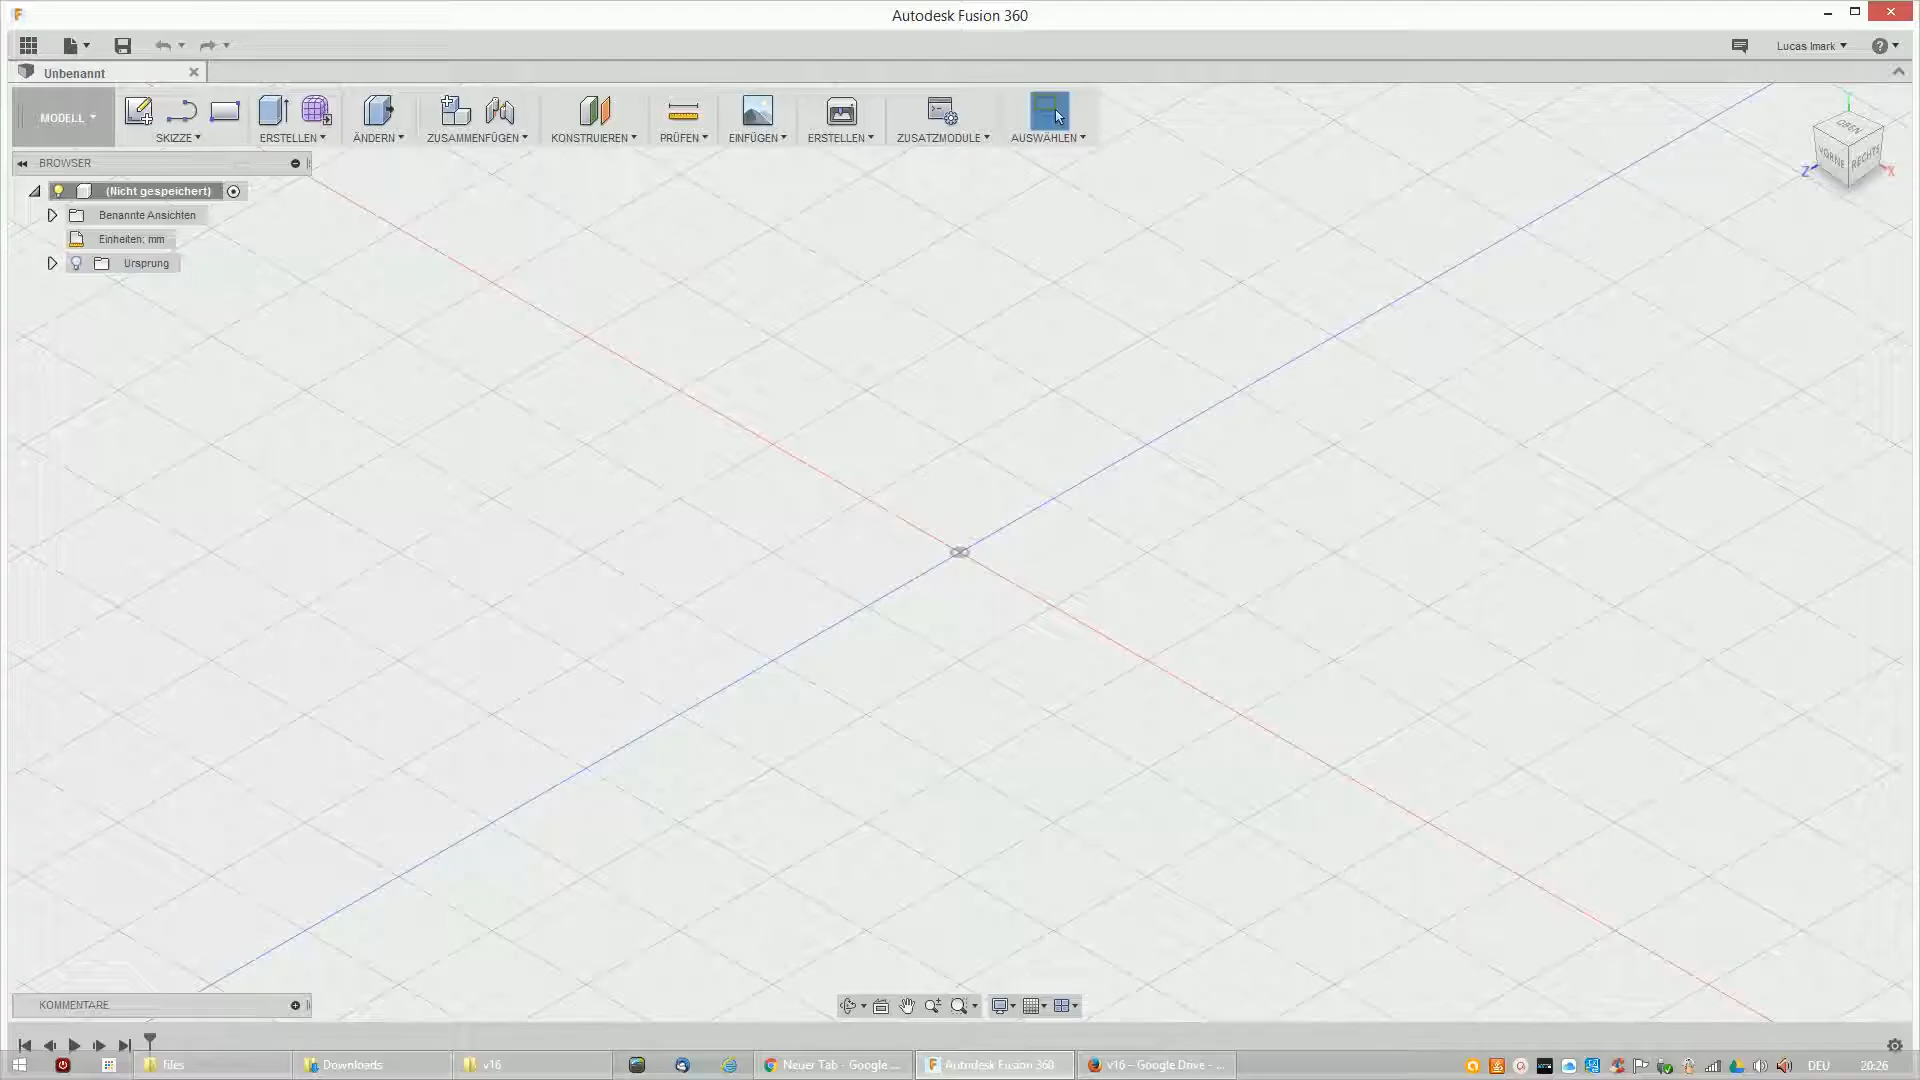 Autodesk Fusion 360
Lucas Imark
Unbenannt
MODELL
SKIZZE
ERSTELLEN
ÄNDERN
ZUSAMMENFÜGEN
KONSTRUIEREN
PRÜFEN
EINFÜGEN
ERSTELLEN
ZUSATZMODULE
AUSWÄHLEN
OBEN
VORNE
RECHTS
Z
X
BROWSER
(Nicht gespeichert)
Benannte Ansichten
Einheiten: mm
Ursprung
KOMMENTARE
files
Downloads
v16
Neuer Tab - Google ...
Autodesk Fusion 360
v16 – Google Drive - ...
DEU
20:26